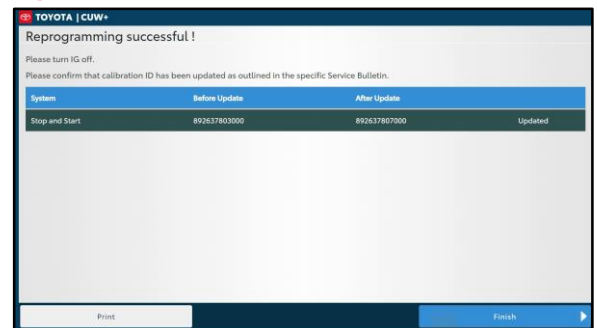 TOYOTA | CUW+
Reprogramming successful !
Please turn IG off.
Please confirm that calibration ID has been updated as outlined in the specific Service Bulletin.
System Before Update After Update
Stop and Start 892637803000 892637807000 Updated
Print Finish